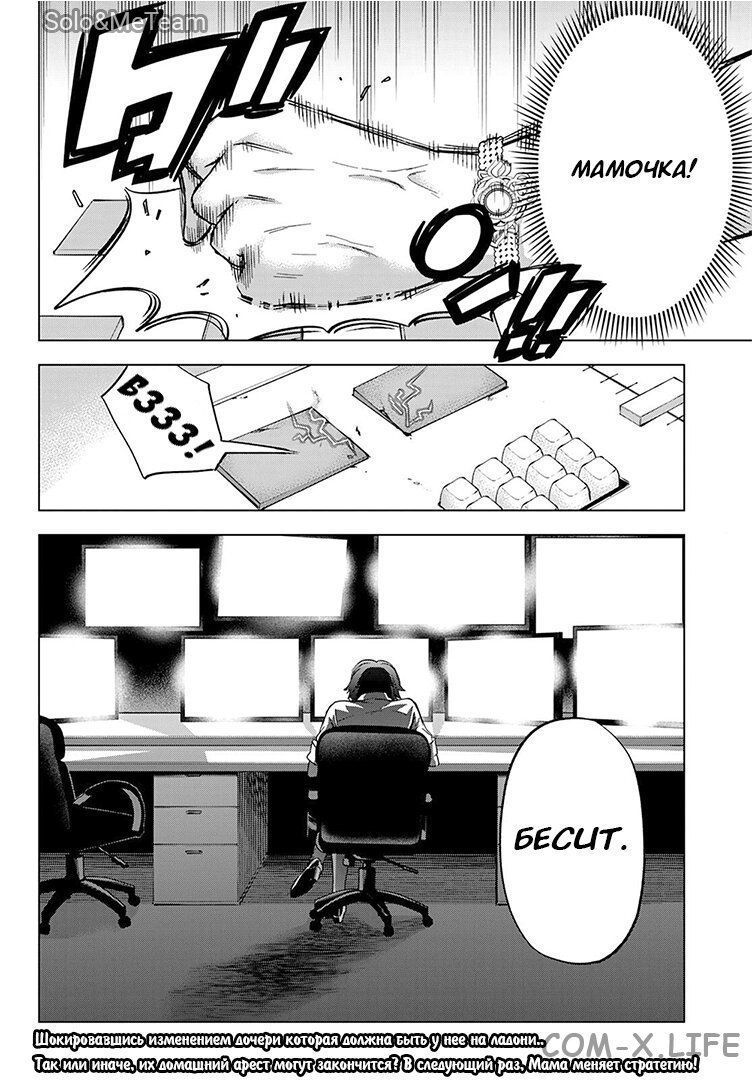 Solo&MeTeam
МАМОЧКА!
ВЗЗЗ!
БЕСИТ.
Шокировавшись изменением дочери которая должна быть у нее на ладони..
COM-X.LIFE
Так или иначе, их домашний афест могут закончится? В следующий раз, Мама меняет стратегию!